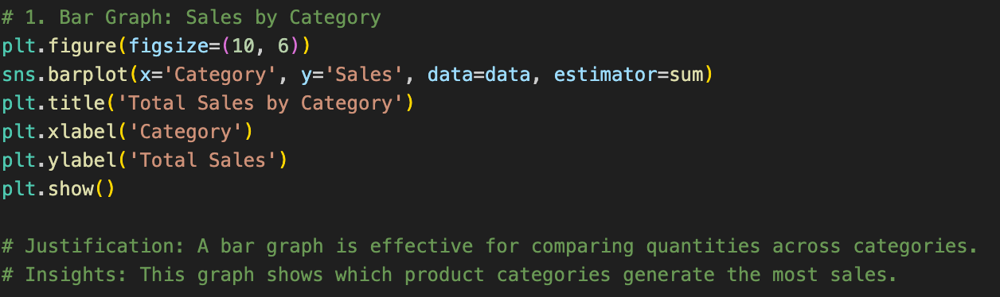 # 1. Bar Graph: Sales by Category
plt.figure(figsize=(10, 6))
sns.barplot(x='Category', y='Sales', data=data, estimator=sum)
plt.title('Total Sales by Category')
plt.xlabel('Category')
plt.ylabel('Total Sales')
plt.show()
# Justification: A bar graph is effective for comparing quantities across categories.
# Insights: This graph shows which product categories generate the most sales.